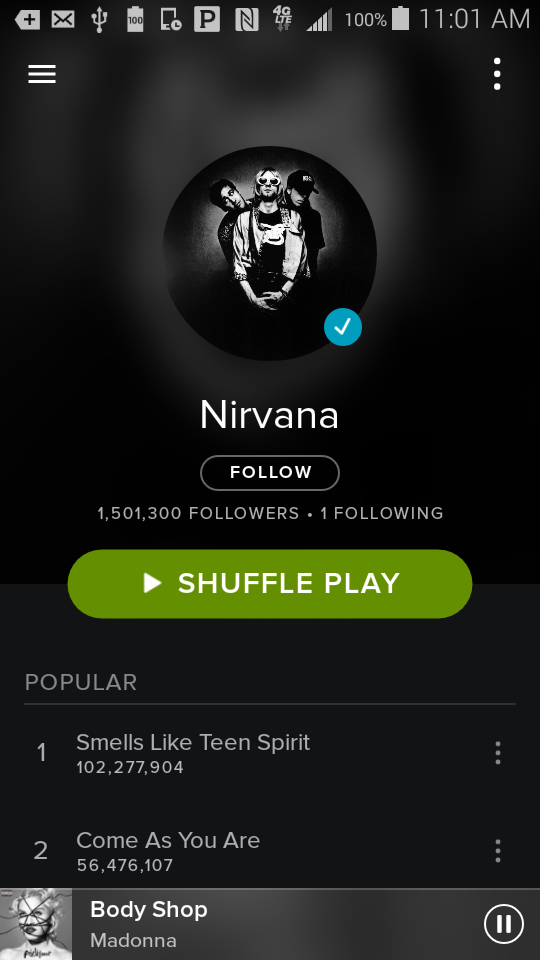 100 P N 4G LTE 100% 11:01 AM
Nirvana
FOLLOW
1,501,300 FOLLOWERS • 1 FOLLOWING
SHUFFLE PLAY
POPULAR
1 Smells Like Teen Spirit
102,277,904
2 Come As You Are
56,476,107
Body Shop
Madonna